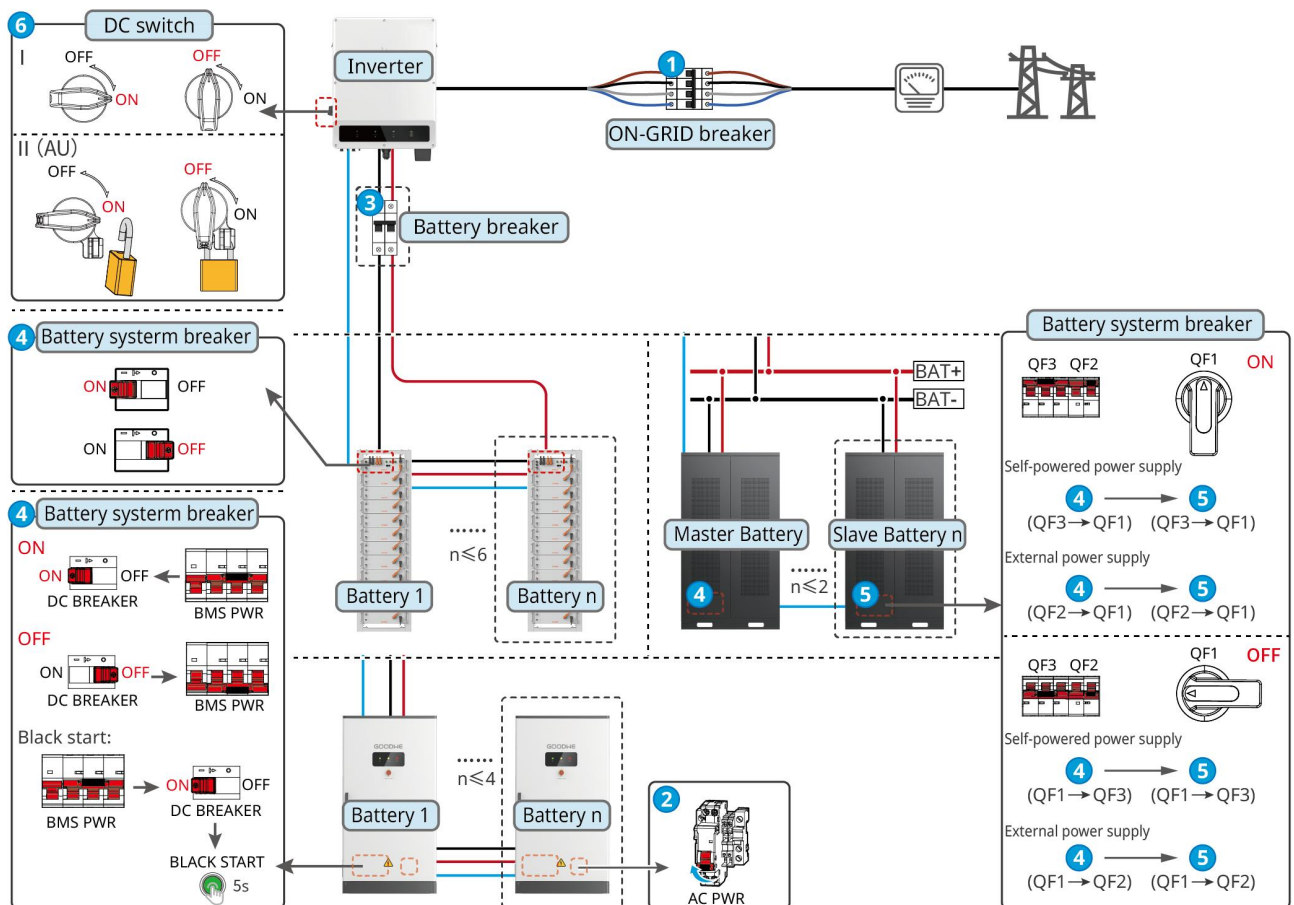 6
DC switch
I
OFF
ON
OFF
ON
II (AU)
OFF
ON
OFF
ON
Inverter
1
ON-GRID breaker
3
Battery breaker
4
Battery systerm breaker
ON
OFF
ON
OFF
4
Battery systerm breaker
ON
ON
OFF
DC BREAKER
BMS PWR
OFF
ON
OFF
DC BREAKER
BMS PWR
Black start:
BMS PWR
ON
OFF
DC BREAKER
BLACK START
5s
Battery 1
......
n≤6
Battery n
BAT+
BAT-
Master Battery
4
......
n≤2
Slave Battery n
5
GOODWE
Battery 1
......
n≤4
GOODWE
Battery n
2
AC PWR
Battery systerm breaker
QF3 QF2
QF1
ON
Self-powered power supply
4 5
(QF3→QF1) (QF3→QF1)
External power supply
4 5
(QF2→QF1) (QF2→QF1)
QF3 QF2
QF1
OFF
Self-powered power supply
4 5
(QF1→QF3) (QF1→QF3)
External power supply
4 5
(QF1→QF2) (QF1→QF2)